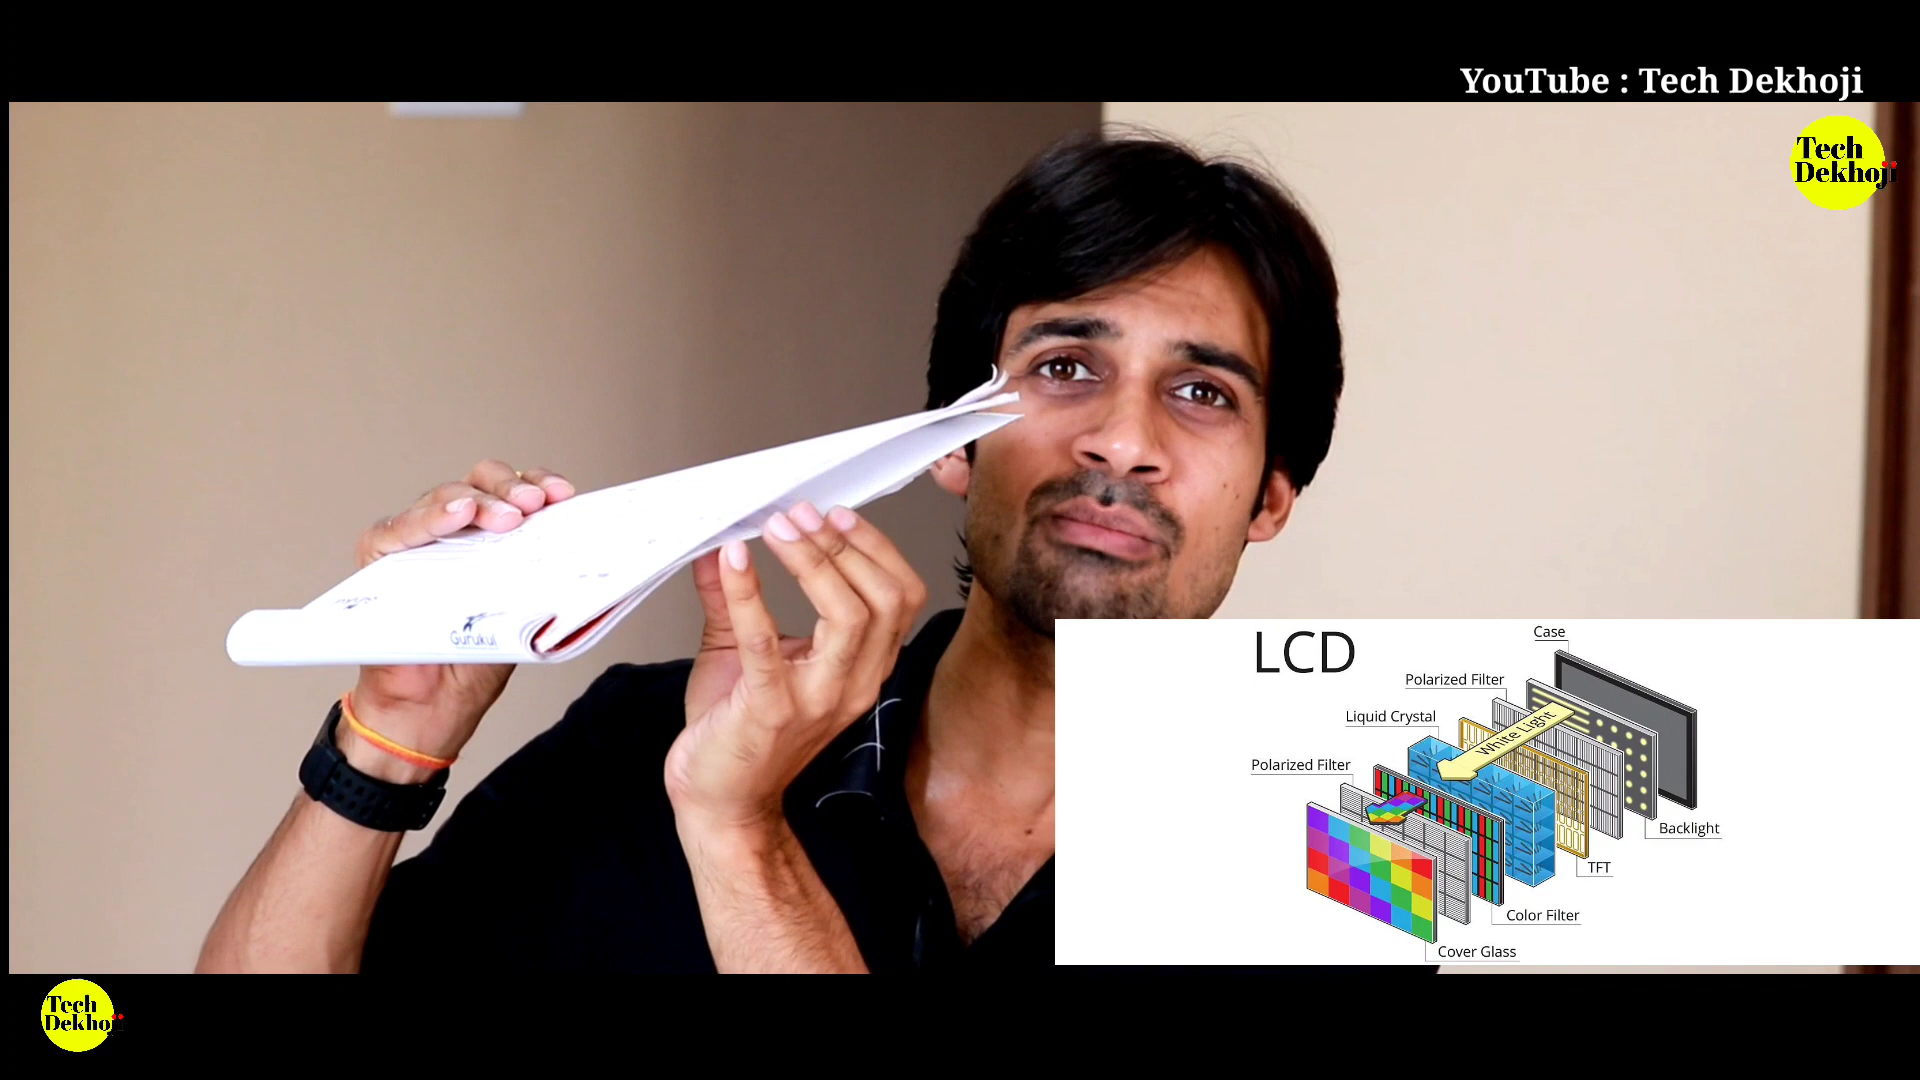 YouTube : Tech Dekhoji
Tech
Dekhoji
Gurukul
LCD
Case
Polarized Filter
Liquid Crystal
White Light
Polarized Filter
Backlight
TFT
Color Filter
Cover Glass
Tech
Dekhoji